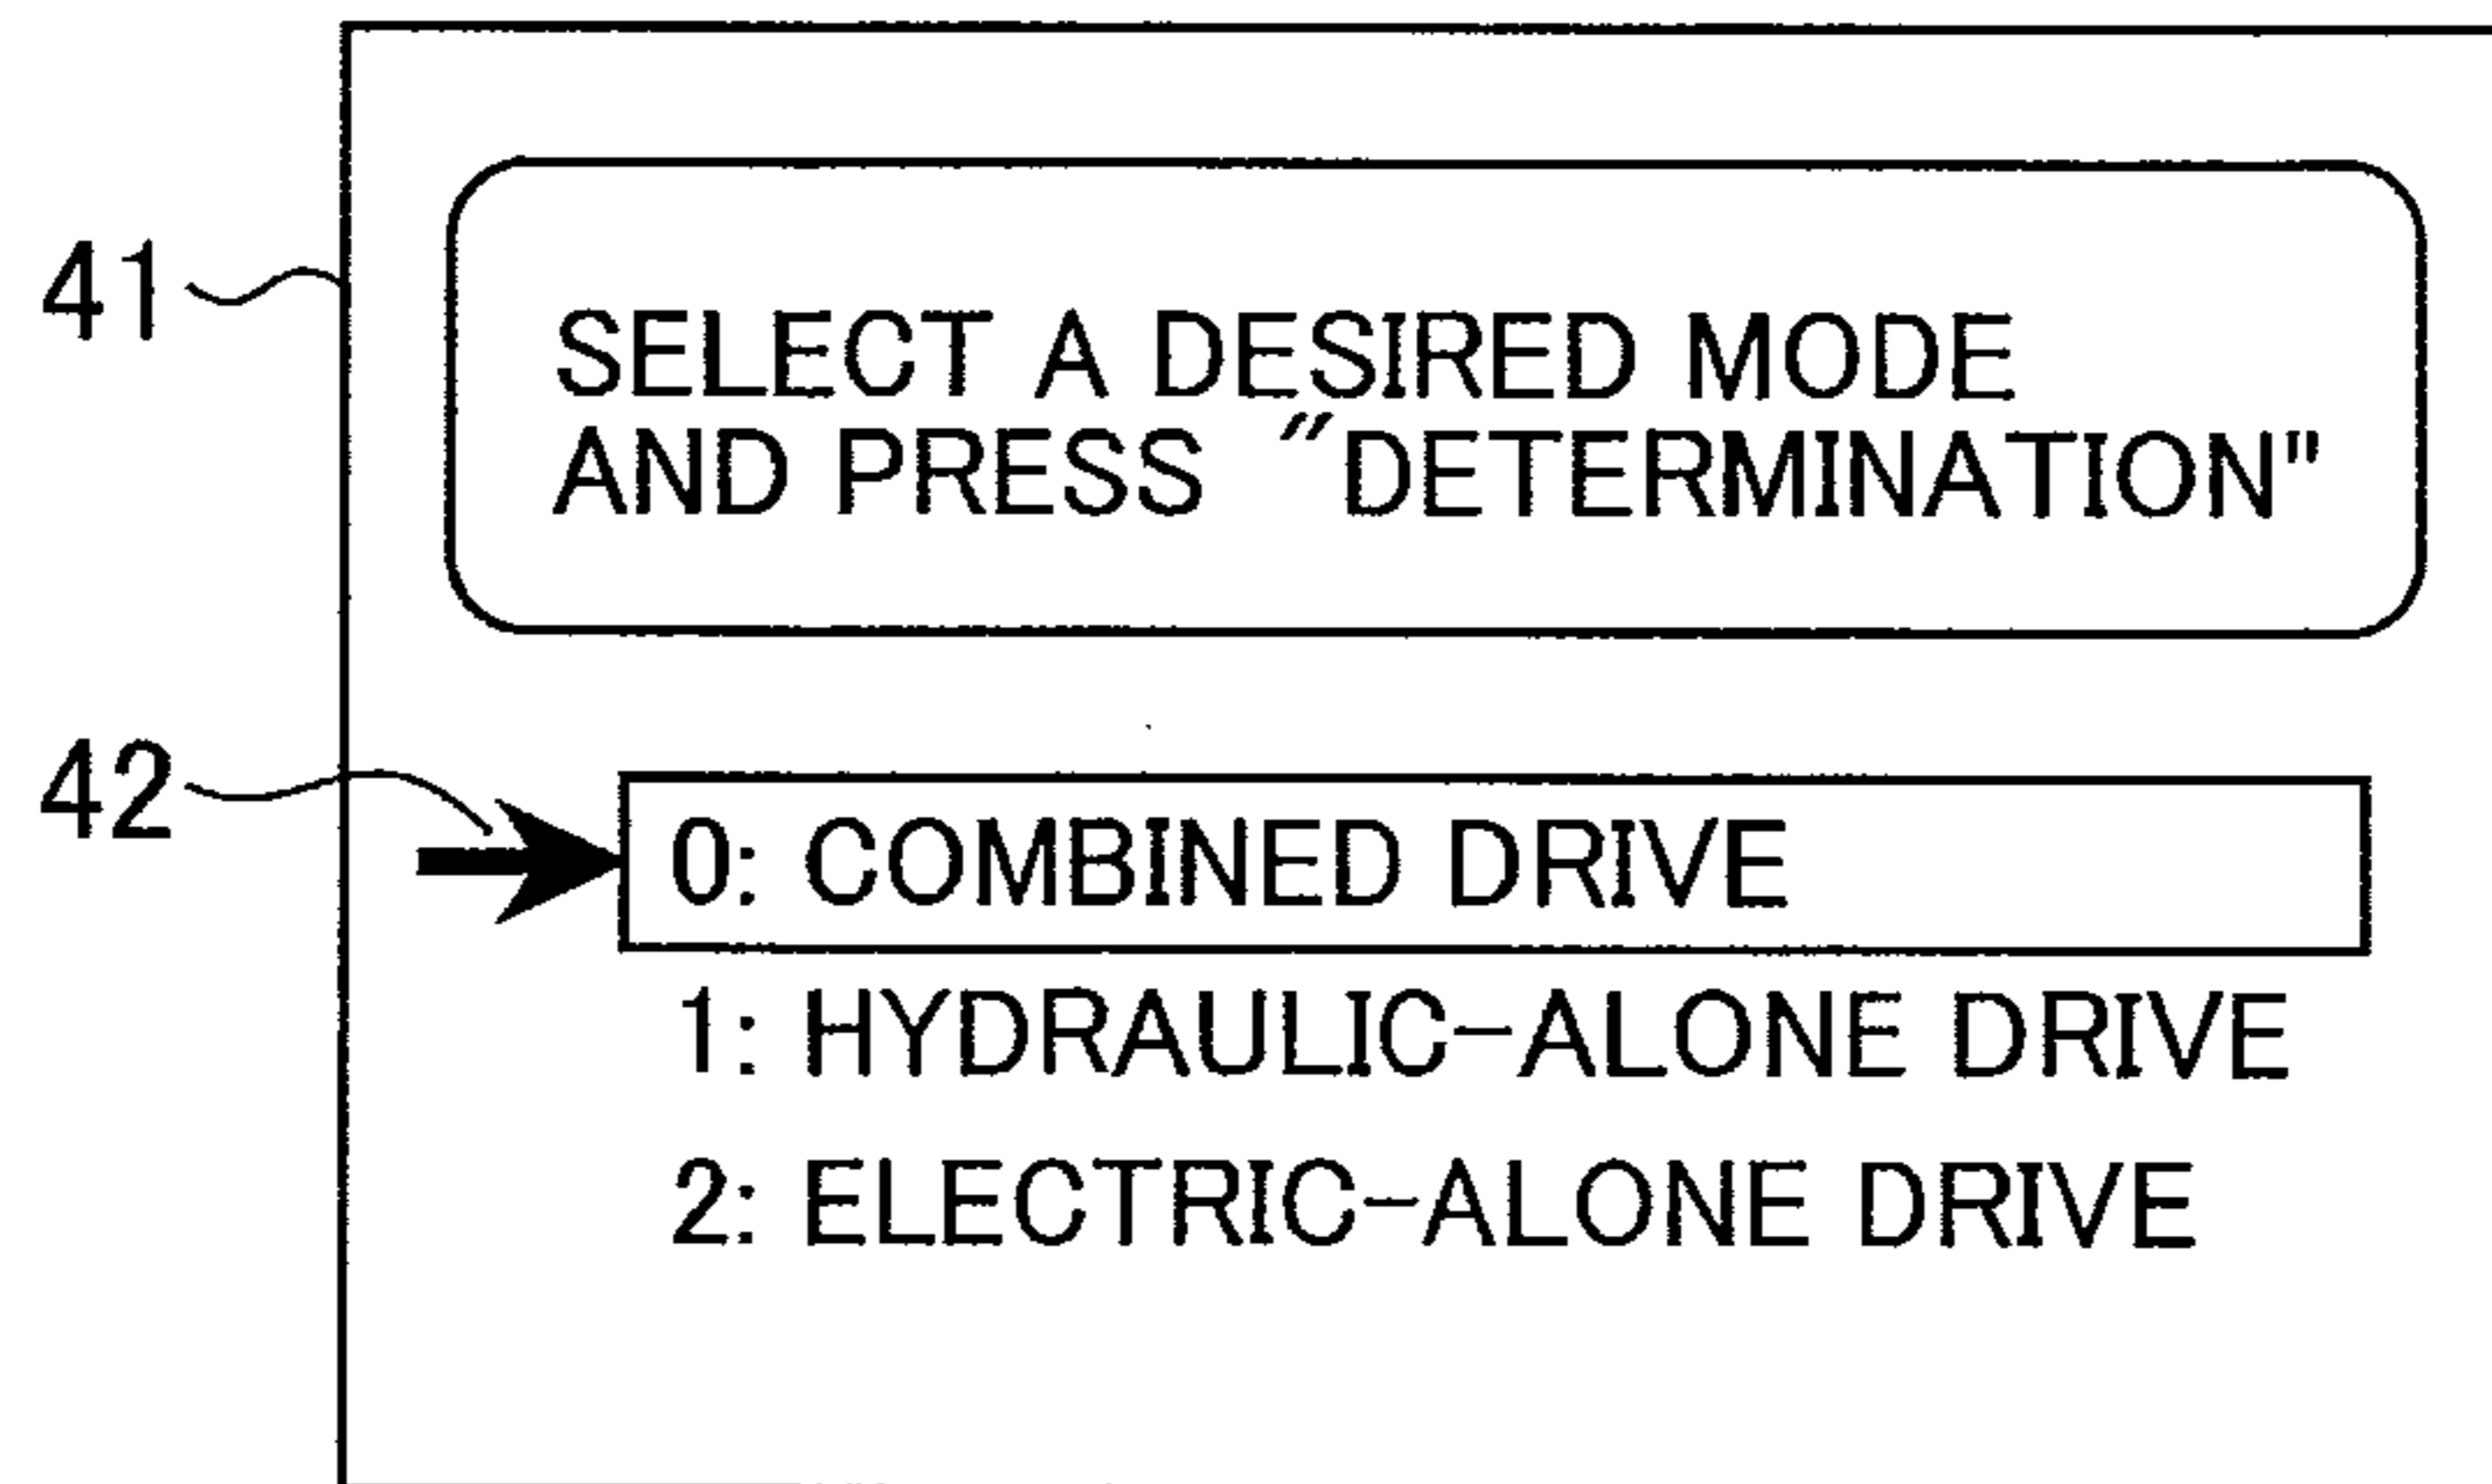 41
SELECT A DESIRED MODE
AND PRESS "DETERMINATION"
42
0: COMBINED DRIVE
1: HYDRAULIC-ALONE DRIVE
2: ELECTRIC-ALONE DRIVE